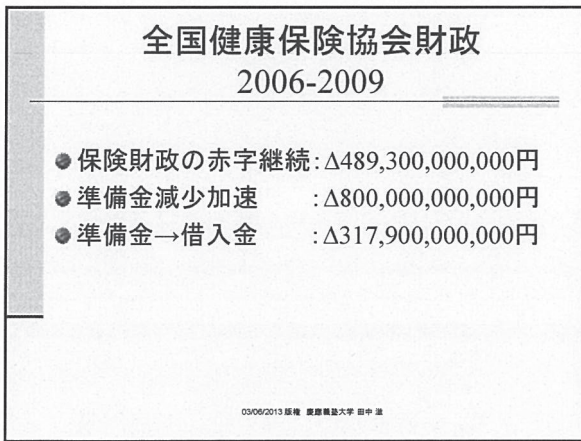 全国健康保険協会財政
2006-2009
保険財政の赤字継続:Δ489,300,000,000円
準備金減少加速 :Δ800,000,000,000円
準備金→借入金 :Δ317,900,000,000円
03/06/2013 版権 慶應義塾大学 田中 滋